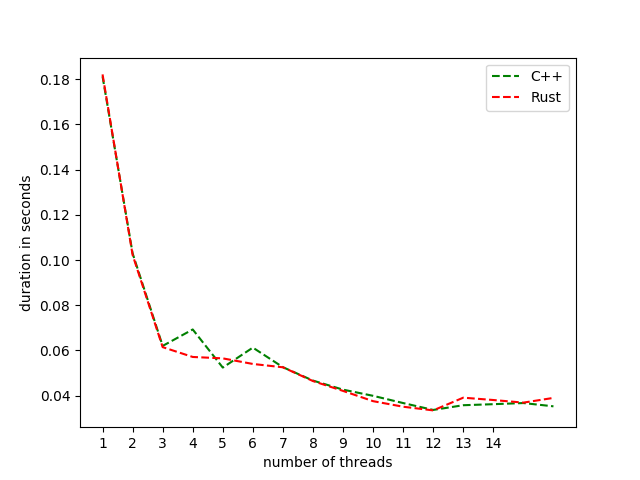 C++
Rust
0.18
0.16
0.14
0.12
0.10
0.08
0.06
0.04
duration in seconds
1 2 3 4 5 6 7 8 9 10 11 12 13 14
number of threads